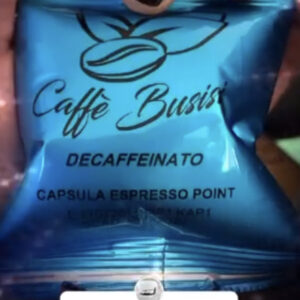 Caffè Busisi
DECAFFEINATO
CAPSULA ESPRESSO POINT